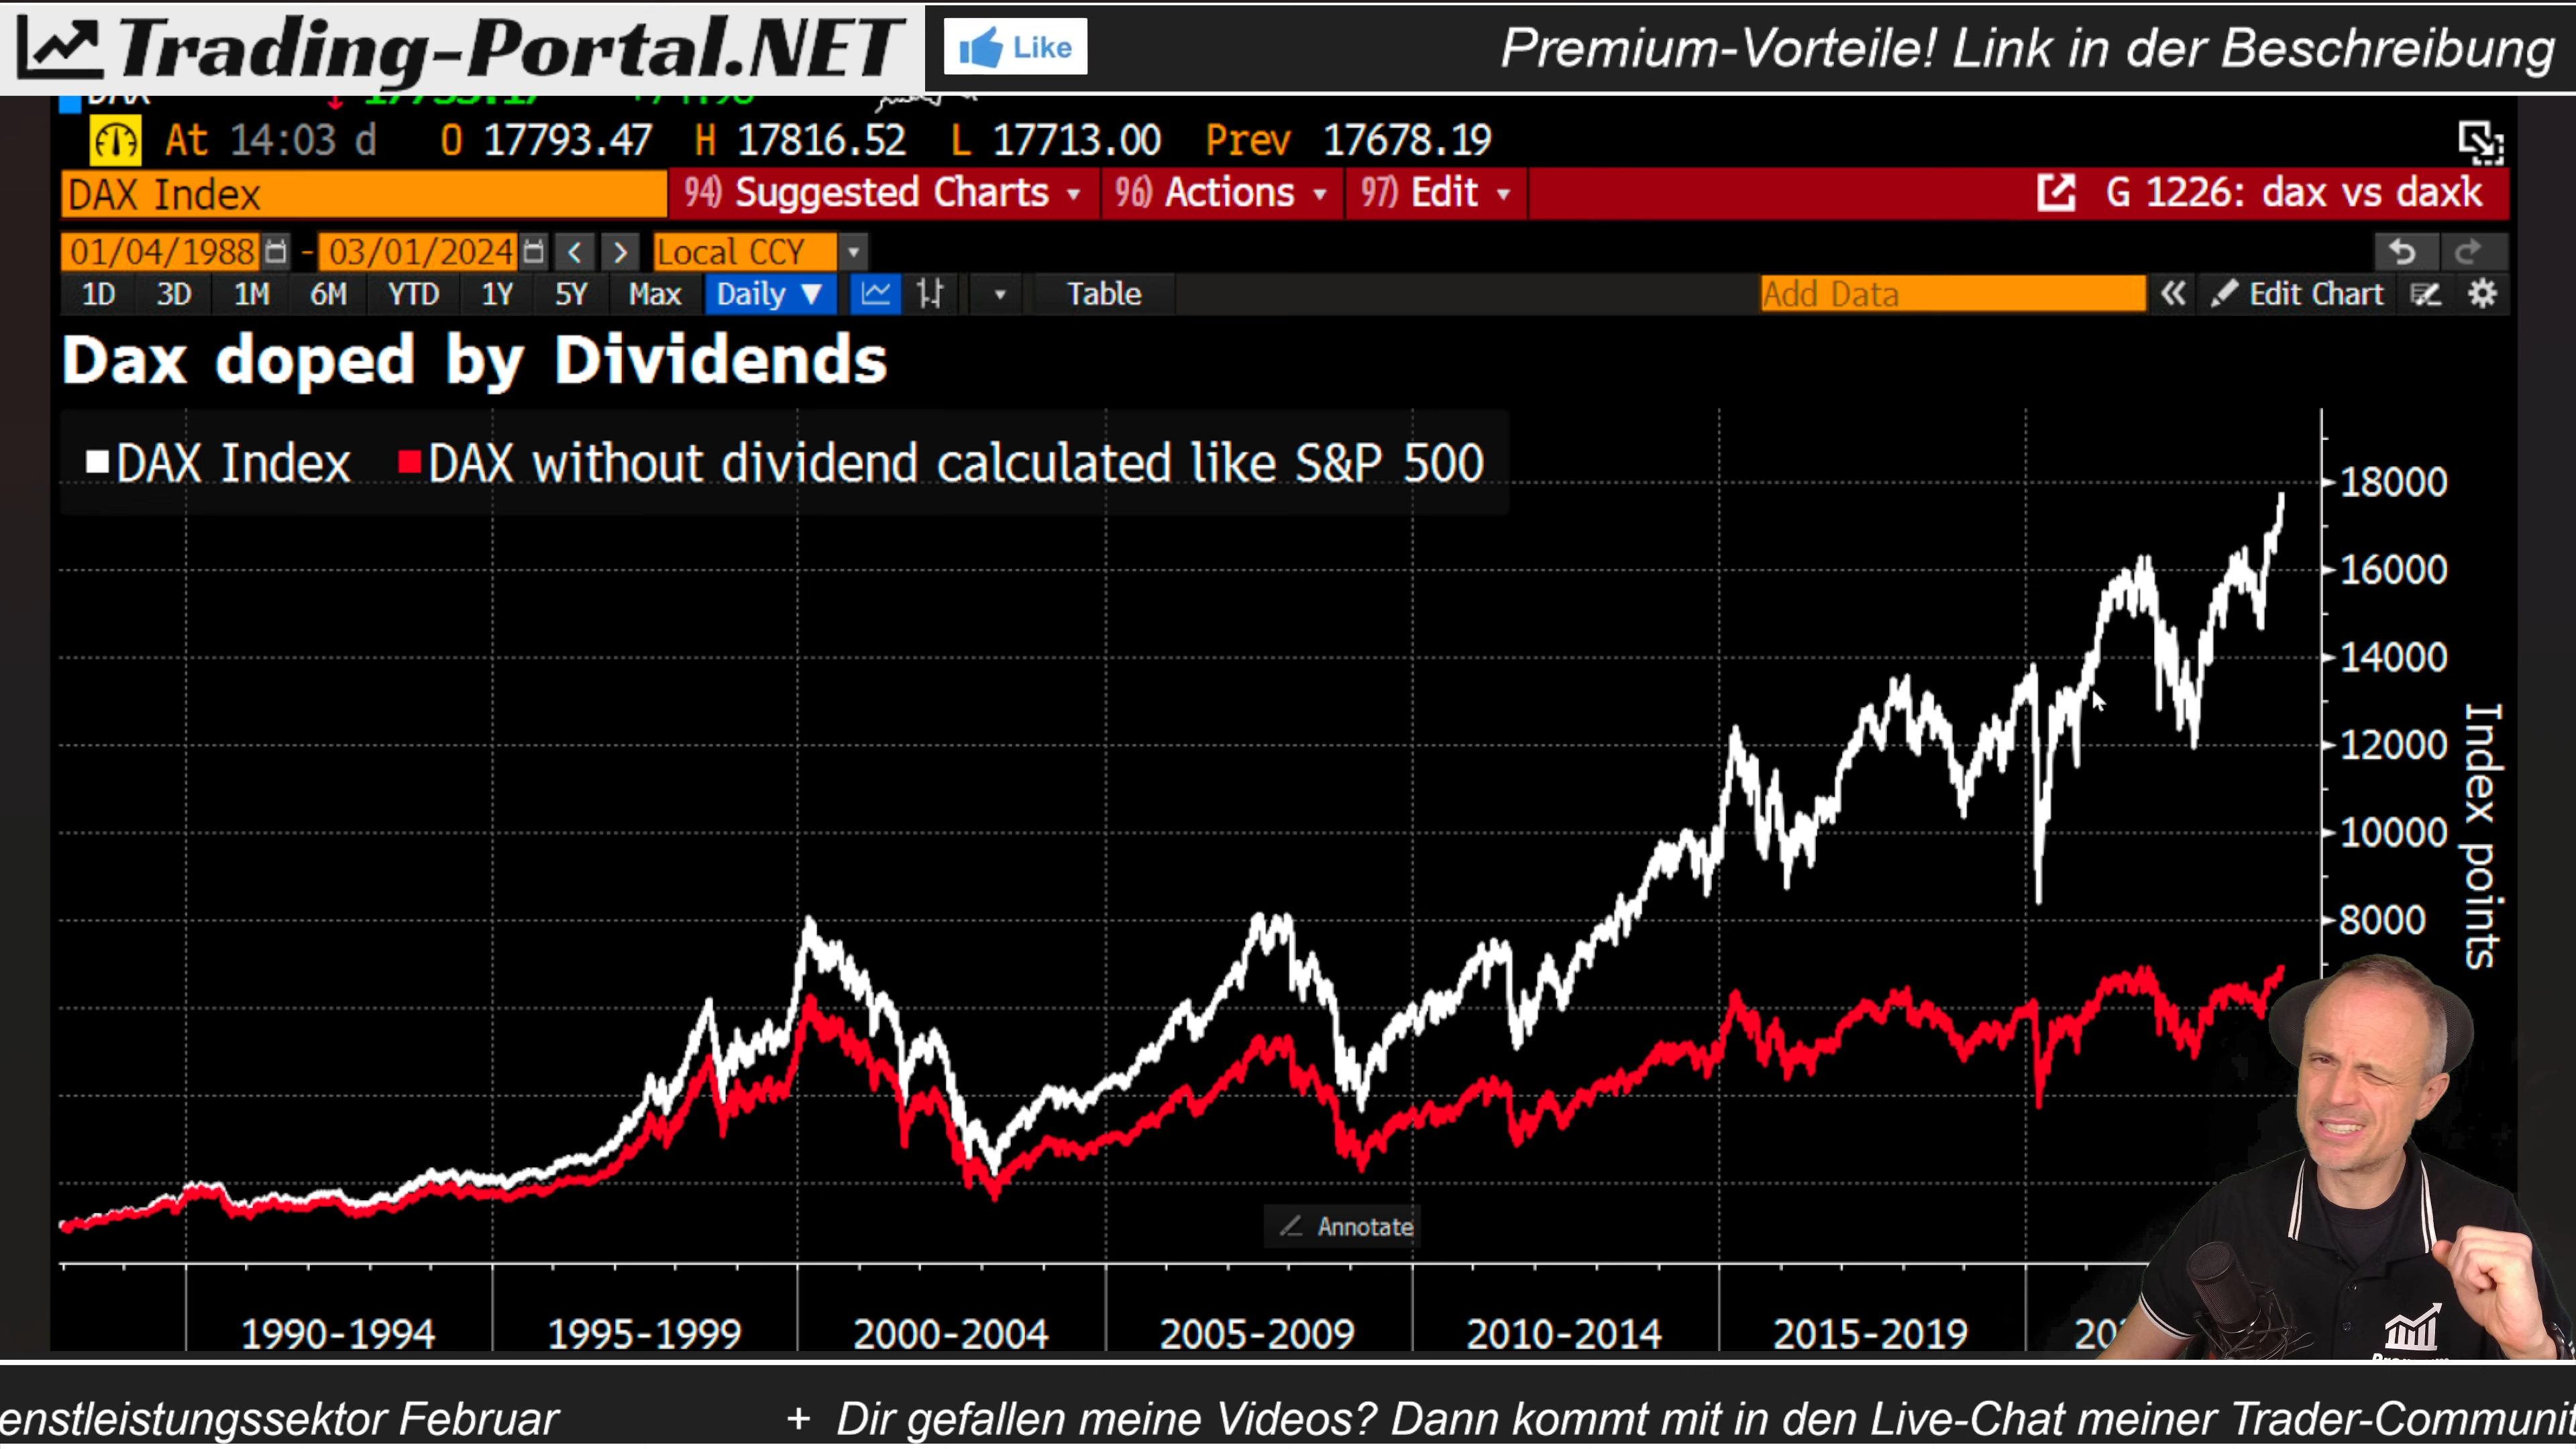 Trading-Portal.NET
Like
Premium-Vorteile! Link in der Beschreibung
DAX
At 14:03 d O 17793.47 H 17816.52 L 17713.00 Prev 17678.19
DAX Index 94) Suggested Charts 96) Actions 97) Edit G 1226: dax vs daxk
01/04/1988 - 03/01/2024 Local CCY
1D 3D 1M 6M YTD 1Y 5Y Max Daily Table Add Data Edit Chart
Dax doped by Dividends
DAX Index DAX without dividend calculated like S&P 500
18000
16000
14000
12000
10000
8000
Index points
Annotate
1990-1994 1995-1999 2000-2004 2005-2009 2010-2014 2015-2019
enstleistungssektor Februar + Dir gefallen meine Videos? Dann kommt mit in den Live-Chat meiner Trader-Communit